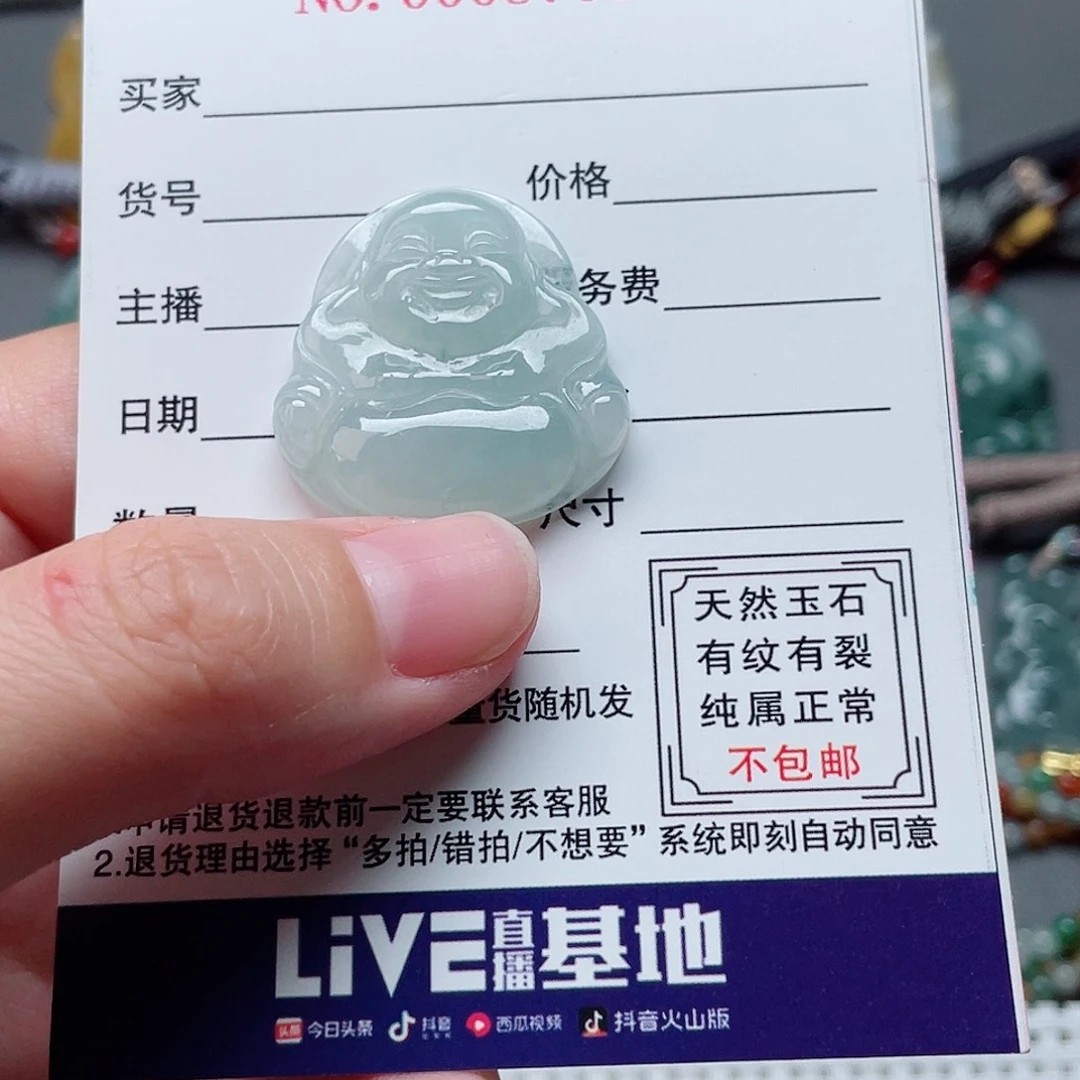 买家
货号 价格
主播 务费
日期
尺寸
货随机发
天然玉石
有纹有裂
纯属正常
不包邮
请退货退款前一定要联系客服
2.退货理由选择“多拍/错拍/不想要”系统即刻自动同意
LiVE直播基地
头条 今日头条 抖音 西瓜视频 抖音火山版